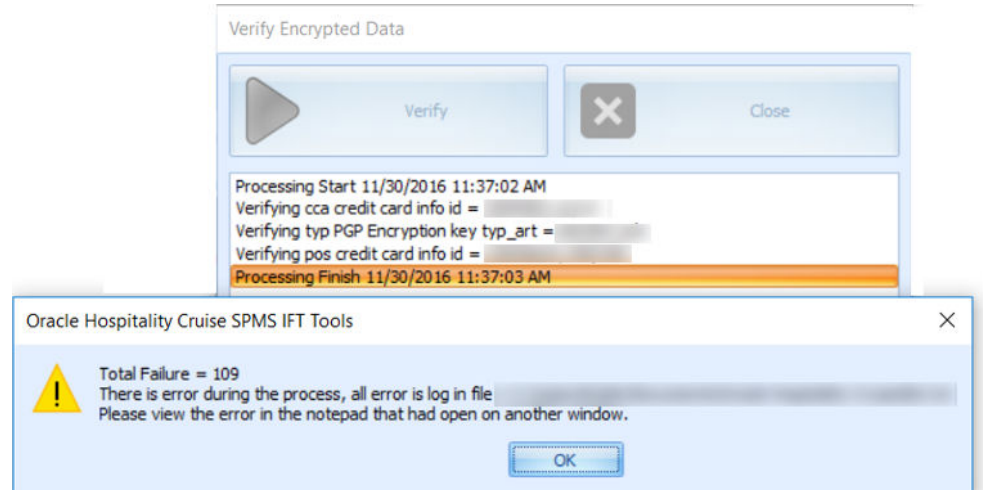 Verify Encrypted Data
Verify
Close
Processing Start 11/30/2016 11:37:02 AM
Verifying cca credit card info id =
Verifying typ PGP Encryption key typ_art =
Verifying pos credit card info id =
Processing Finish 11/30/2016 11:37:03 AM
Oracle Hospitality Cruise SPMS IFT Tools
Total Failure = 109
There is error during the process, all error is log in file
Please view the error in the notepad that had open on another window.
OK